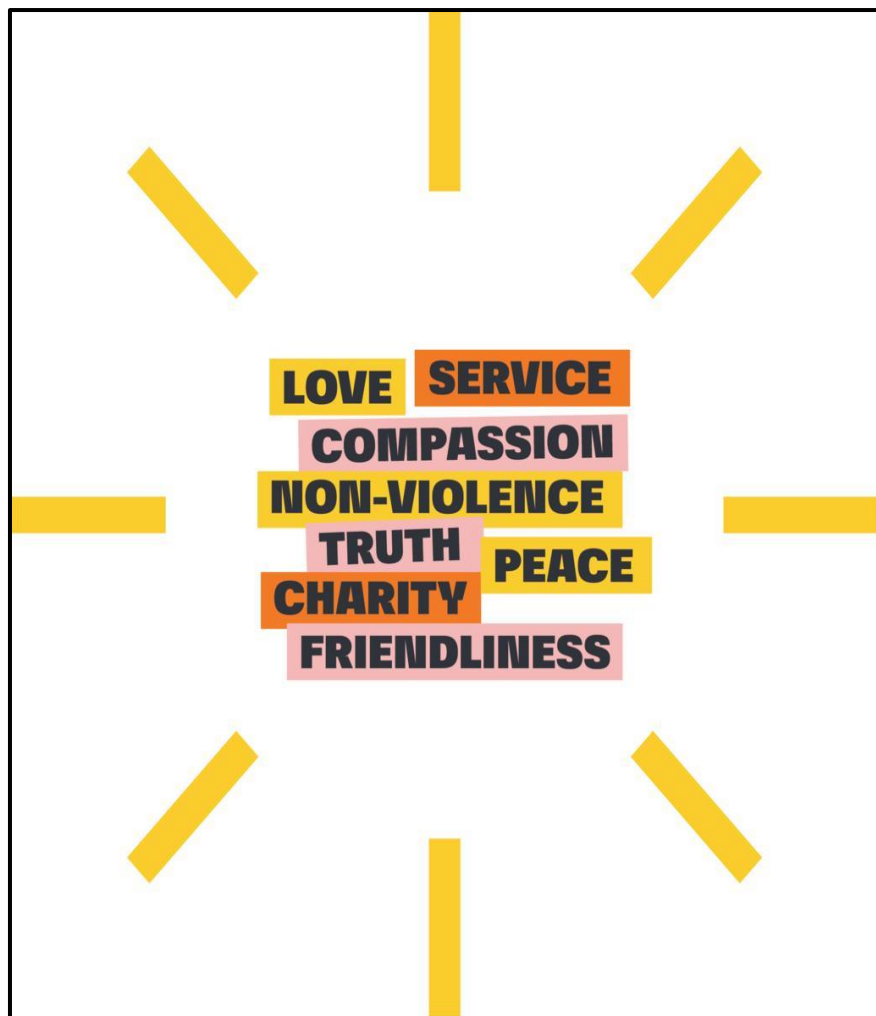 LOVE SERVICE
COMPASSION
NON-VIOLENCE
TRUTH PEACE
CHARITY
FRIENDLINESS